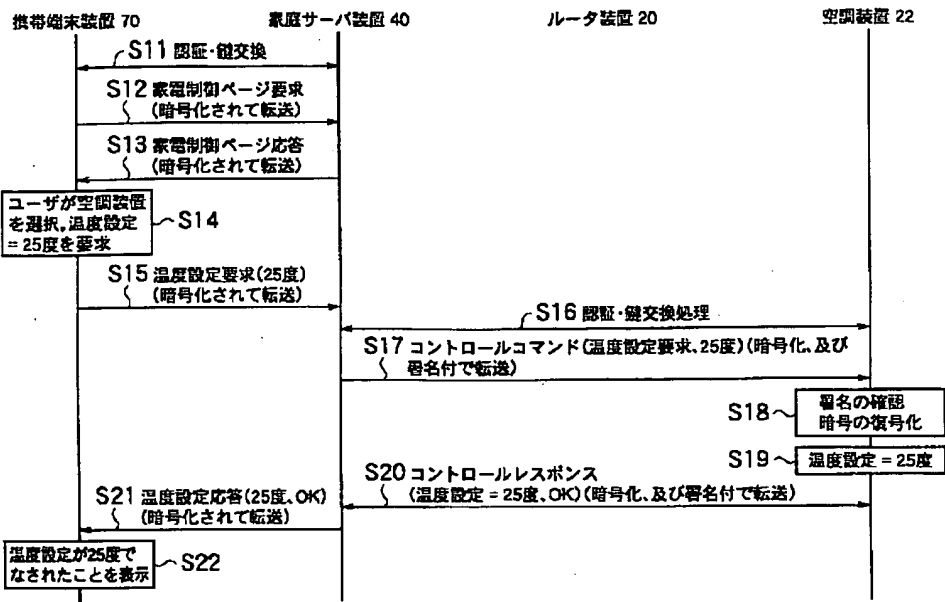 携帯端末装置 70
家庭サーバ装置 40
ルータ装置 20
空調装置 22
S11 認証・鍵交換
S12 家電制御ページ要求
(暗号化されて転送)
S13 家電制御ページ応答
(暗号化されて転送)
ユーザが空調装置
を選択,温度設定
=25度を要求
S14
S15 温度設定要求(25度)
(暗号化されて転送)
S16 認証・鍵交換処理
S17 コントロールコマンド(温度設定要求、25度)(暗号化、及び
署名付で転送)
S18
署名の確認
暗号の復号化
S19
温度設定=25度
S20 コントロールレスポンス
(温度設定=25度、OK)(暗号化、及び署名付で転送)
S21 温度設定応答(25度、OK)
(暗号化されて転送)
温度設定が25度で
なされたことを表示
S22